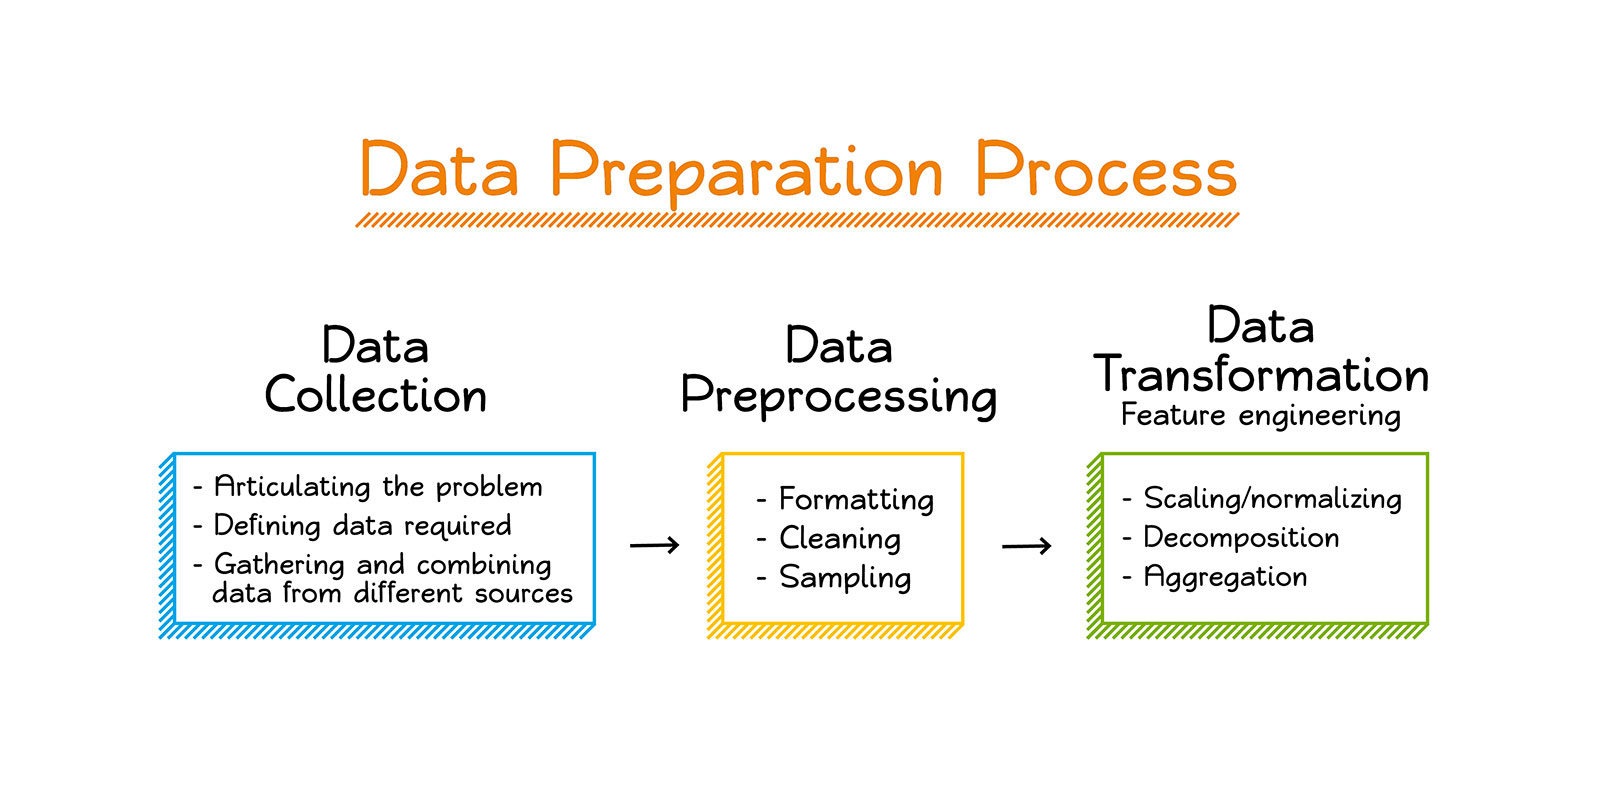 Data Preparation Process
Data
Collection
- Articulating the problem
- Defining data required
- Gathering and combining
data from different sources
Data
Preprocessing
- Formatting
- Cleaning
- Sampling
Data
Transformation
Feature engineering
- Scaling/normalizing
- Decomposition
- Aggregation